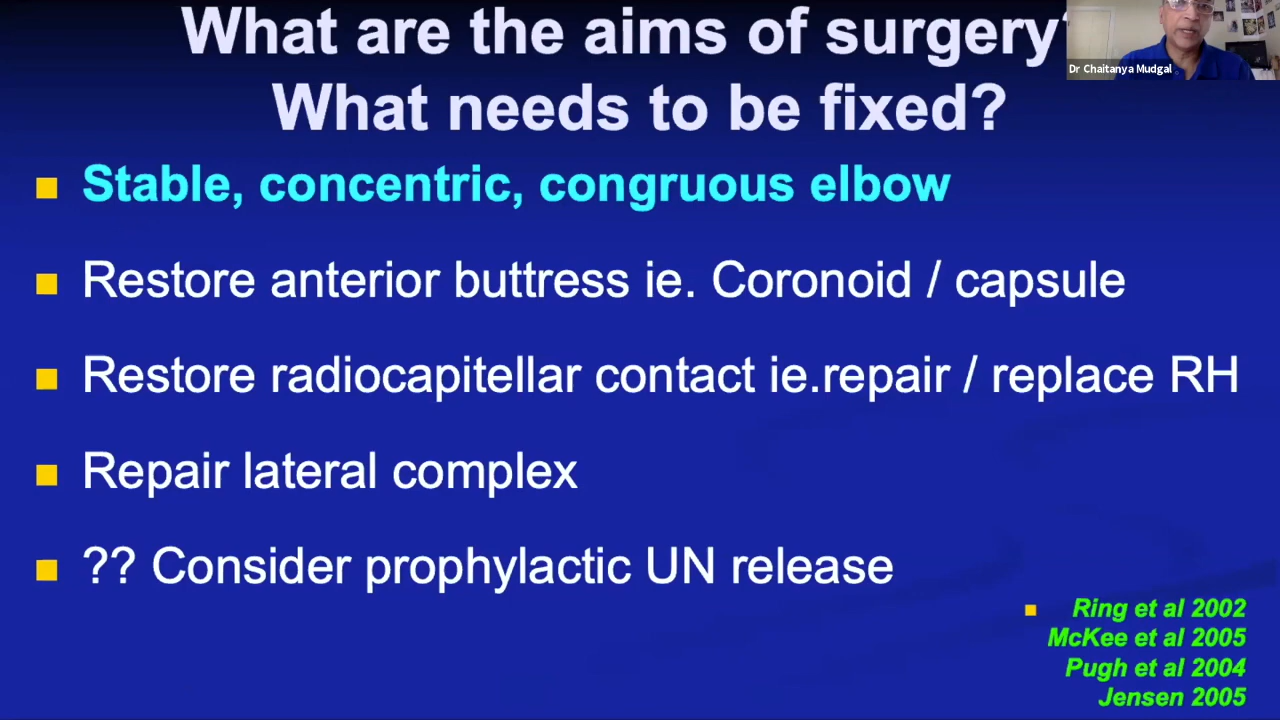 What are the aims of surgery?
Dr Chaitanya Mudgal
What needs to be fixed?
Stable, concentric, congruous elbow
Restore anterior buttress ie. Coronoid / capsule
Restore radiocapitellar contact ie.repair / replace RH
Repair lateral complex
?? Consider prophylactic UN release
Ring et al 2002
McKee et al 2005
Pugh et al 2004
Jensen 2005